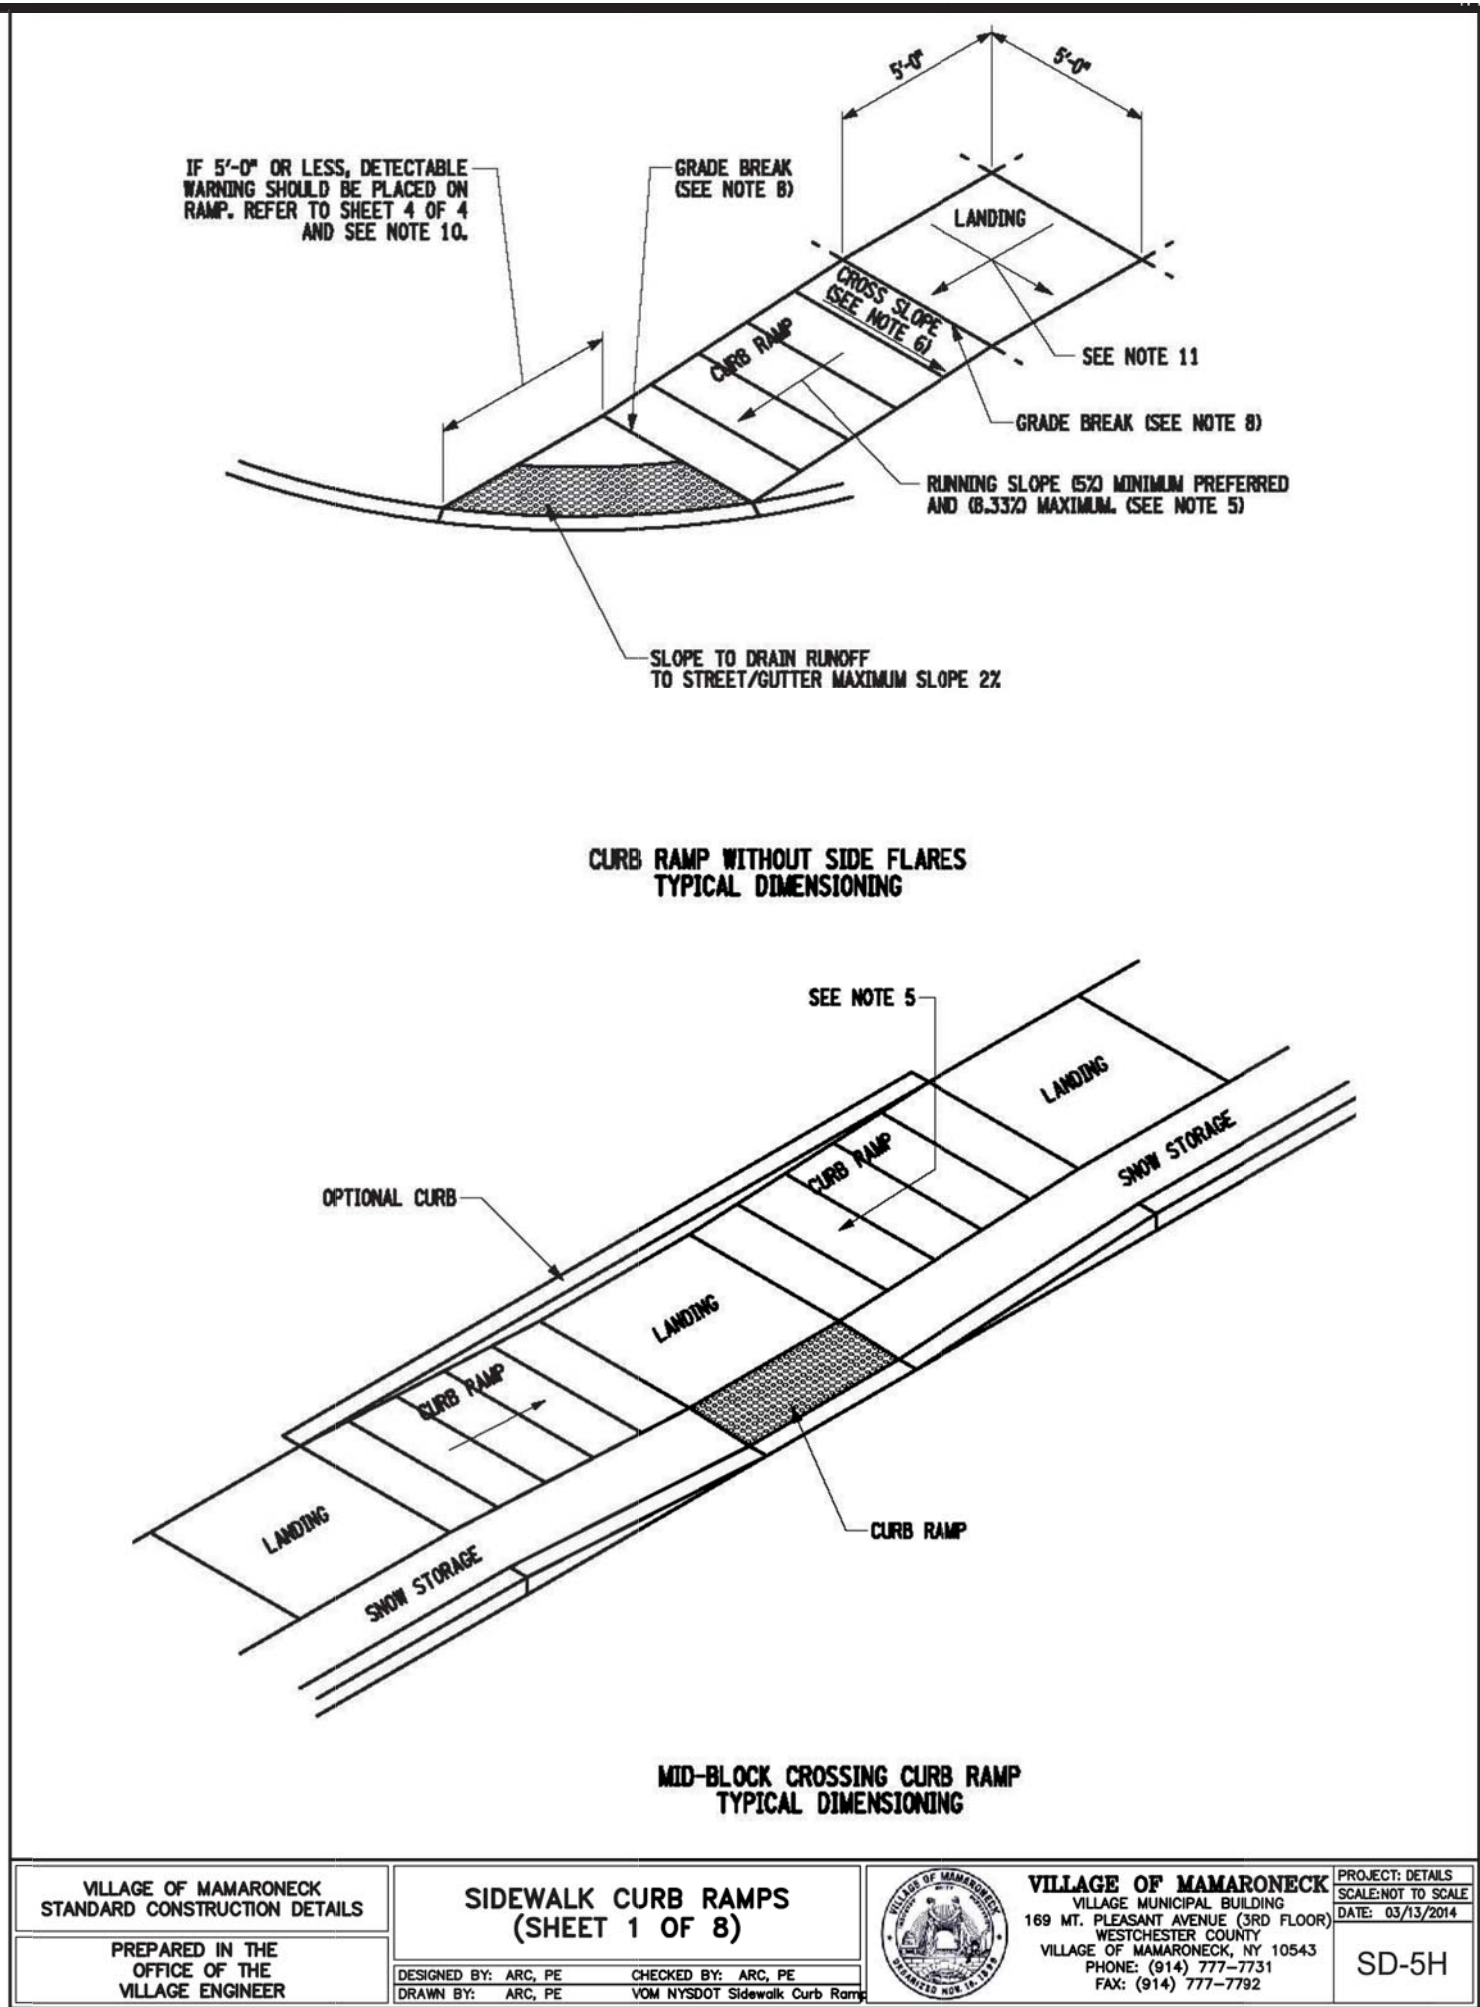 5'-0"
5'-0"
IF 5'-0" OR LESS, DETECTABLE
WARNING SHOULD BE PLACED ON
RAMP. REFER TO SHEET 4 OF 4
AND SEE NOTE 10.
GRADE BREAK
(SEE NOTE 8)
LANDING
CROSS SLOPE
(SEE NOTE 6)
CURB RAMP
SEE NOTE 11
GRADE BREAK (SEE NOTE 8)
RUNNING SLOPE (5%) MINIMUM PREFERRED
AND (8.33%) MAXIMUM. (SEE NOTE 5)
SLOPE TO DRAIN RUNOFF
TO STREET/GUTTER MAXIMUM SLOPE 2%
CURB RAMP WITHOUT SIDE FLARES
TYPICAL DIMENSIONING
SEE NOTE 5
LANDING
SNOW STORAGE
CURB RAMP
OPTIONAL CURB
LANDING
CURB RAMP
LANDING
SNOW STORAGE
CURB RAMP
MID-BLOCK CROSSING CURB RAMP
TYPICAL DIMENSIONING
VILLAGE OF MAMARONECK
STANDARD CONSTRUCTION DETAILS
PREPARED IN THE
OFFICE OF THE
VILLAGE ENGINEER
SIDEWALK CURB RAMPS
(SHEET 1 OF 8)
DESIGNED BY: ARC, PE
CHECKED BY: ARC, PE
DRAWN BY: ARC, PE
VOM NYSDOT Sidewalk Curb Ramp
VILLAGE OF MAMARONECK
VILLAGE OF MAMARONECK
VILLAGE MUNICIPAL BUILDING
169 MT. PLEASANT AVENUE (3RD FLOOR)
WESTCHESTER COUNTY
VILLAGE OF MAMARONECK, NY 10543
PHONE: (914) 777-7731
FAX: (914) 777-7792
PROJECT: DETAILS
SCALE:NOT TO SCALE
DATE: 03/13/2014
SD-5H